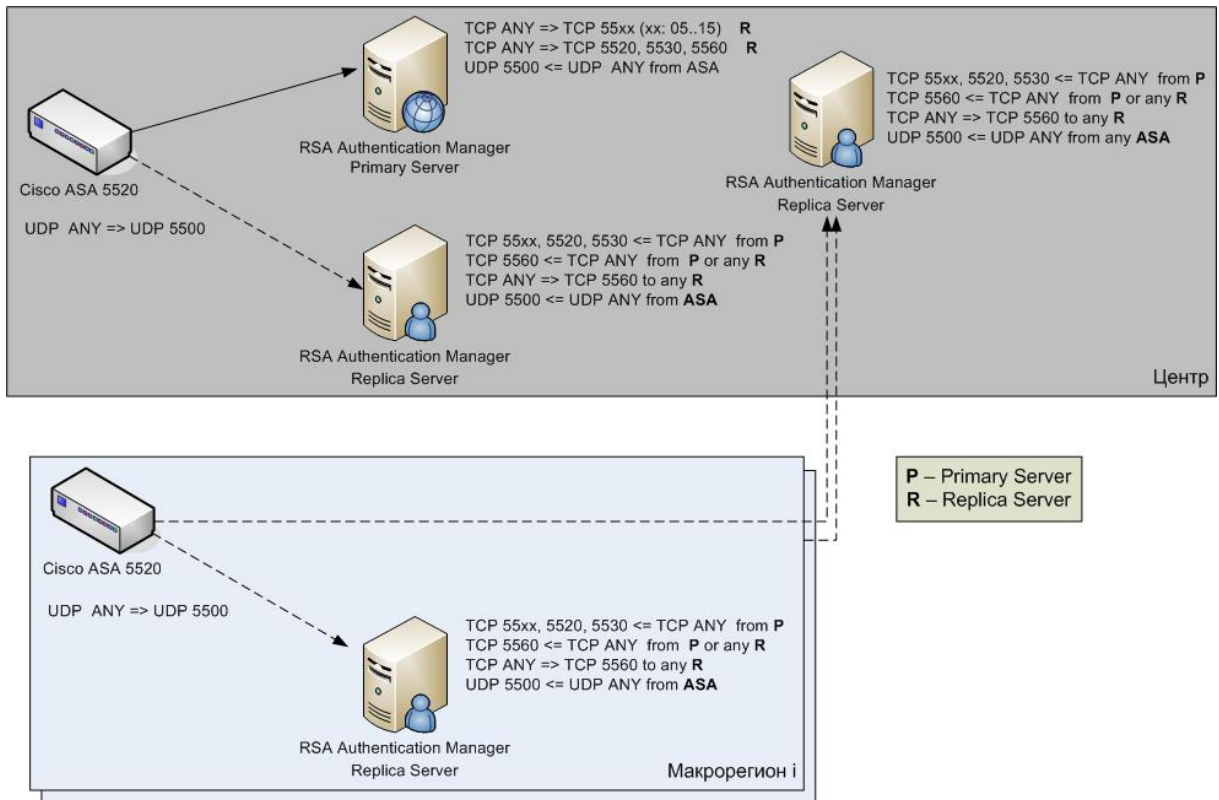 TCP ANY => TCP 55xx (xx: 05..15) R
TCP ANY => TCP 5520, 5530, 5560 R
UDP 5500 <= UDP ANY from ASA
RSA Authentication Manager
Primary Server
Cisco ASA 5520
UDP ANY => UDP 5500
TCP 55xx, 5520, 5530 <= TCP ANY from P
TCP 5560 <= TCP ANY from P or any R
TCP ANY => TCP 5560 to any R
UDP 5500 <= UDP ANY from ASA
RSA Authentication Manager
Replica Server
TCP 55xx, 5520, 5530 <= TCP ANY from P
TCP 5560 <= TCP ANY from P or any R
TCP ANY => TCP 5560 to any R
UDP 5500 <= UDP ANY from any ASA
RSA Authentication Manager
Replica Server
Центр
P – Primary Server
R – Replica Server
Cisco ASA 5520
UDP ANY => UDP 5500
TCP 55xx, 5520, 5530 <= TCP ANY from P
TCP 5560 <= TCP ANY from P or any R
TCP ANY => TCP 5560 to any R
UDP 5500 <= UDP ANY from ASA
RSA Authentication Manager
Replica Server
Макрорегион i